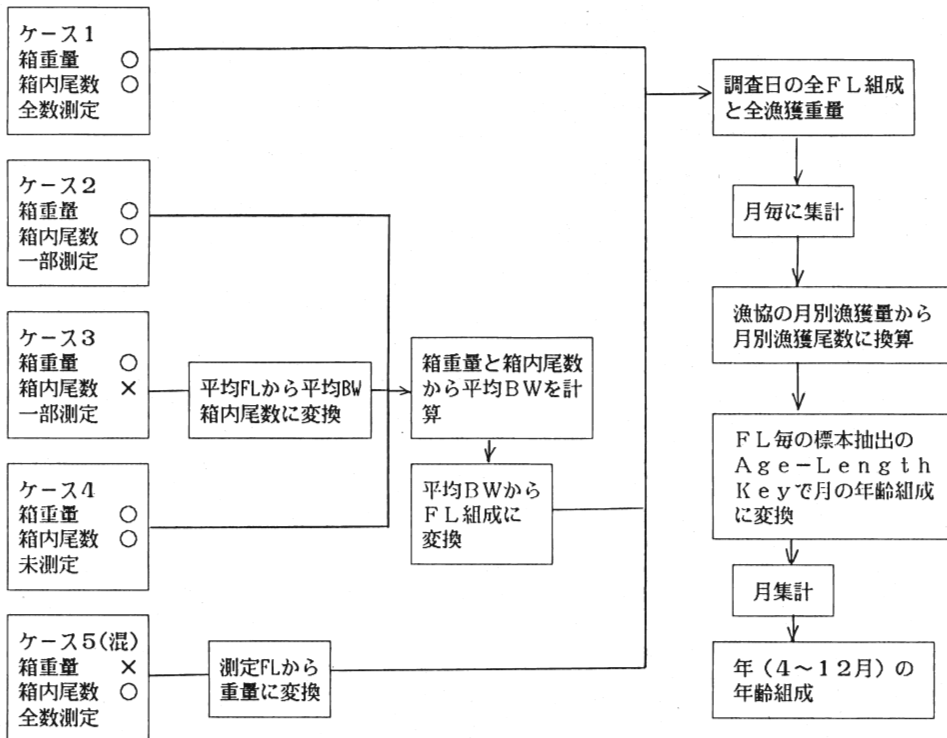 ケース1
箱重量 ○
箱内尾数 ○
全数測定
ケース2
箱重量 ○
箱内尾数 ○
一部測定
ケース3
箱重量 ○
箱内尾数 ×
一部測定
ケース4
箱重量 ○
箱内尾数 ○
未測定
ケース5(混)
箱重量 ×
箱内尾数 ○
全数測定
平均FLから平均BW
箱内尾数に変換
測定FLから
重量に変換
箱重量と箱内尾数
から平均BWを計
算
平均BWから
FL組成に
変換
調査日の全FL組成
と全漁獲重量
月毎に集計
漁協の月別漁獲量から
月別漁獲尾数に換算
FL毎の標本抽出の
Age-Length
Keyで月の年齢組成
に変換
月集計
年(4~12月)の
年齢組成